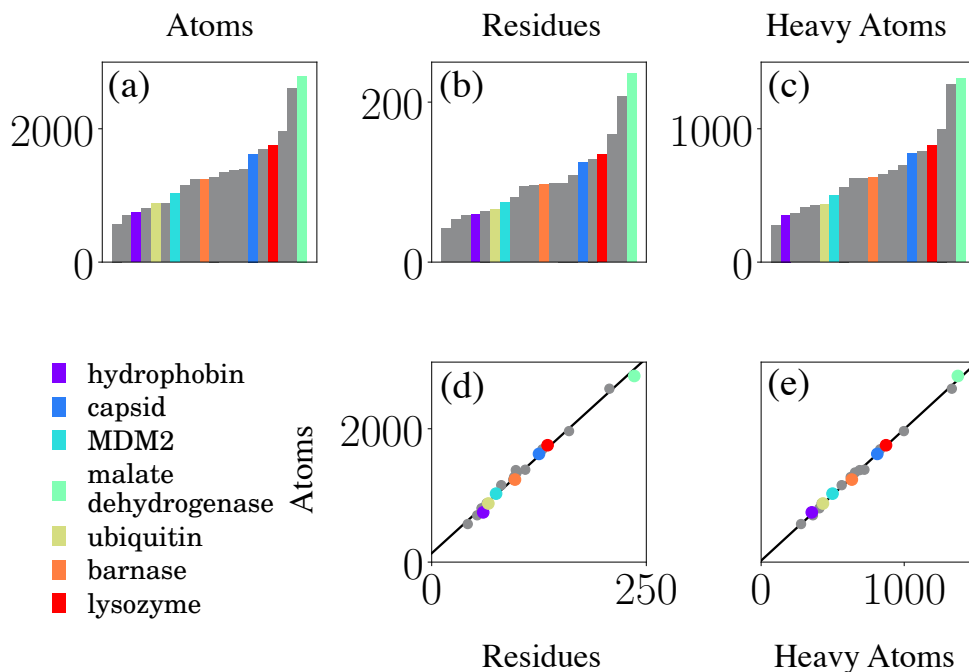 Atoms
Residues
Heavy Atoms
(a)
2000
0
(b)
200
0
(c)
1000
0
hydrophobin
capsid
MDM2
malate
dehydrogenase
ubiquitin
barnase
lysozyme
Atoms
(d)
2000
0
0
250
Residues
(e)
0
1000
Heavy Atoms